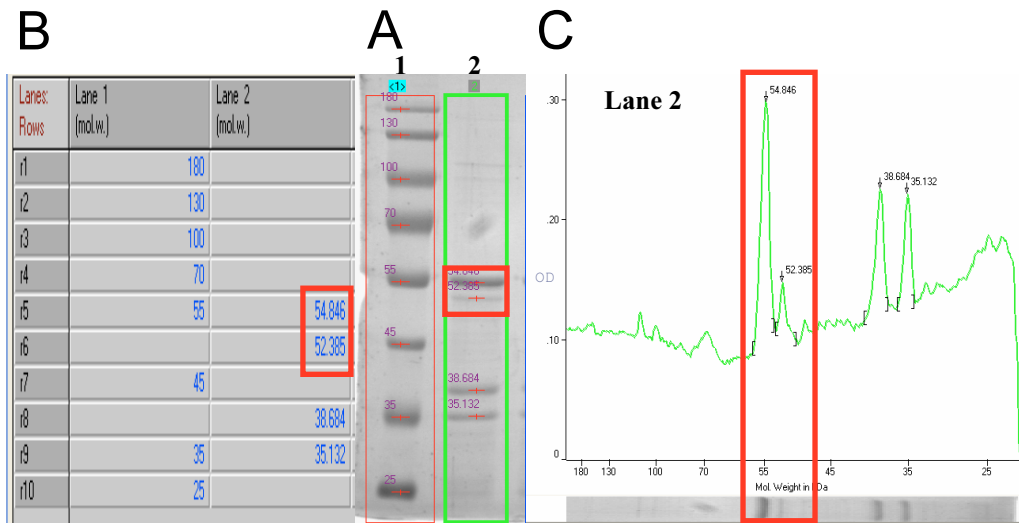 B
Lanes: Lane 1 Lane 2
Rows (mol.w.) (mol.w.)
r1 180
r2 130
r3 100
r4 70
r5 55 54.846
r6 52.385
r7 45
r8 38.684
r9 35 35.132
r10 25
A
1 2
<1>
180
130
100
70
55 54.846
52.385
45
38.684
35 35.132
25
C
Lane 2
54.846
52.385
38.684
35.132
.30
.20
OD
.10
0
180 130 100 70 55 45 35 25
Mol. Weight in kDa